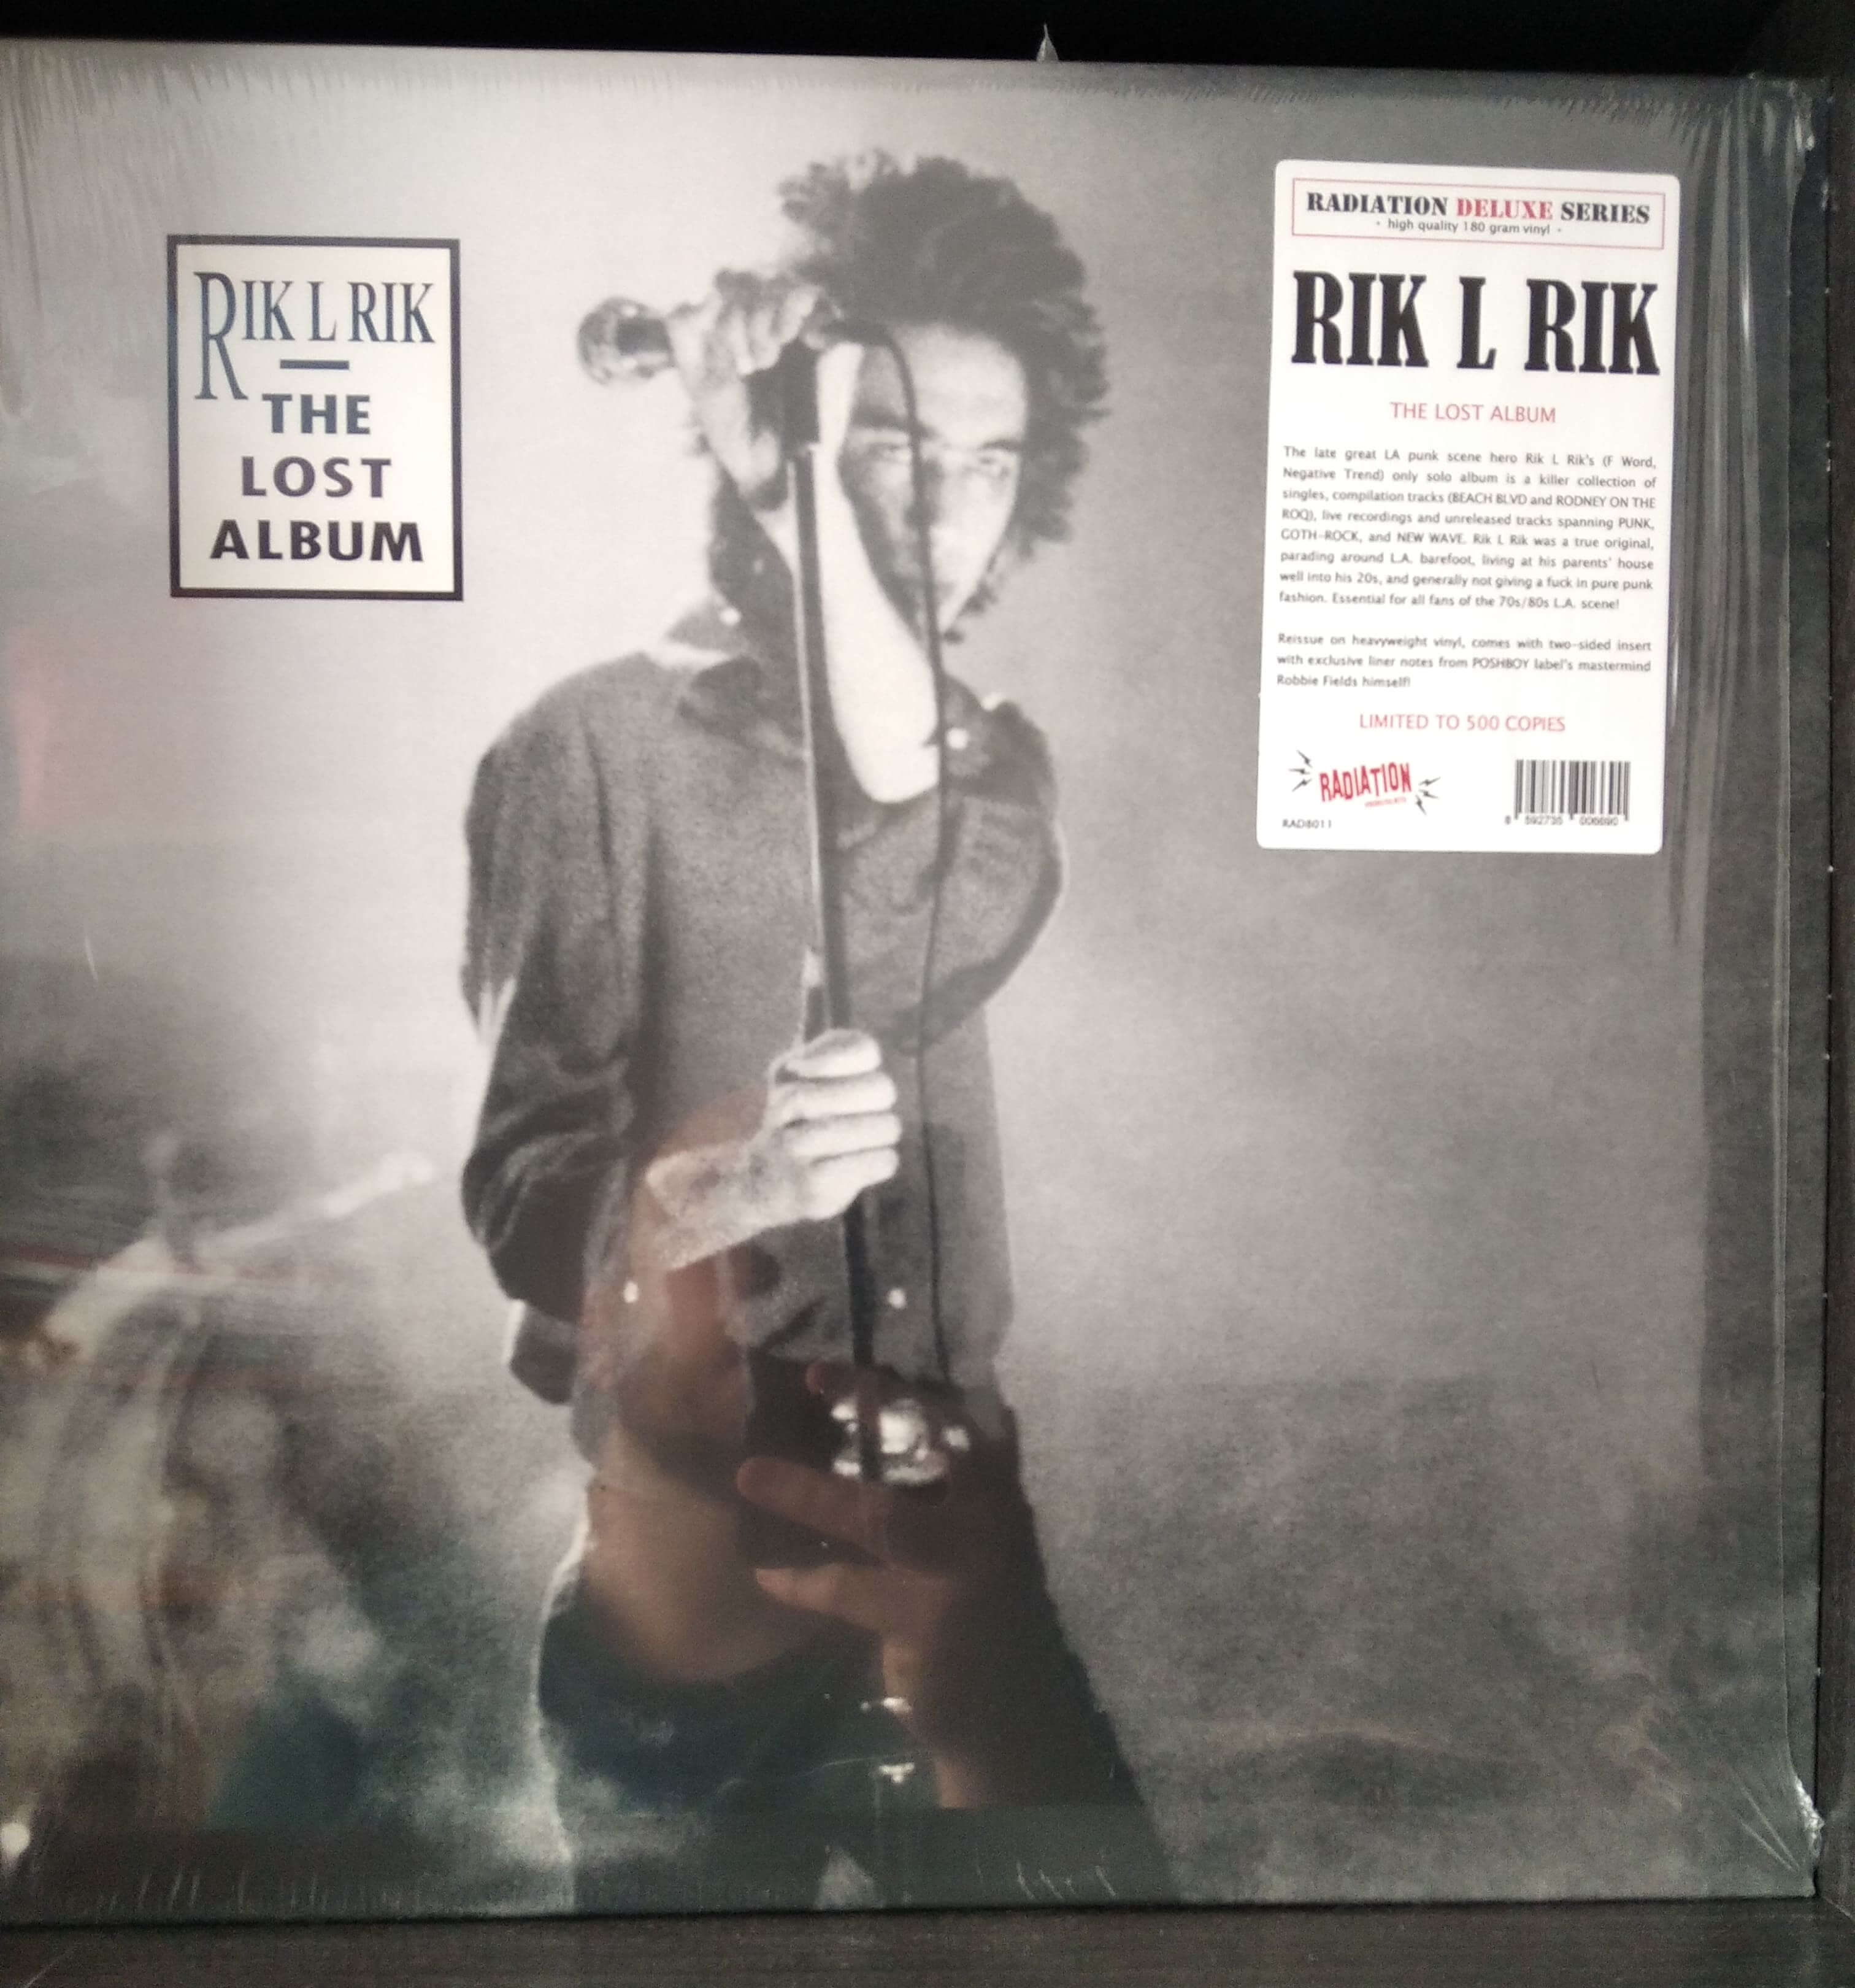 RIK L RIK
THE
LOST
ALBUM
RADIATION DELUXE SERIES
- high quality 180 gram vinyl -
RIK L RIK
THE LOST ALBUM
The late great LA punk scene hero Rik L Rik's (F Word,
Negative Trend) only solo album is a killer collection of
singles, compilation tracks (BEACH BLVD and RODNEY ON THE
ROQ), live recordings and unreleased tracks spanning PUNK,
GOTH-ROCK, and NEW WAVE. Rik L Rik was a true original,
parading around L.A. barefoot, living at his parents' house
well into his 20s, and generally not giving a fuck in pure punk
fashion. Essential for all fans of the 70s/80s L.A. scene!
Reissue on heavyweight vinyl, comes with two-sided insert
with exclusive liner notes from POSHBOY label's mastermind
Robbie Fields himself!
LIMITED TO 500 COPIES
RADIATION
RAD8011